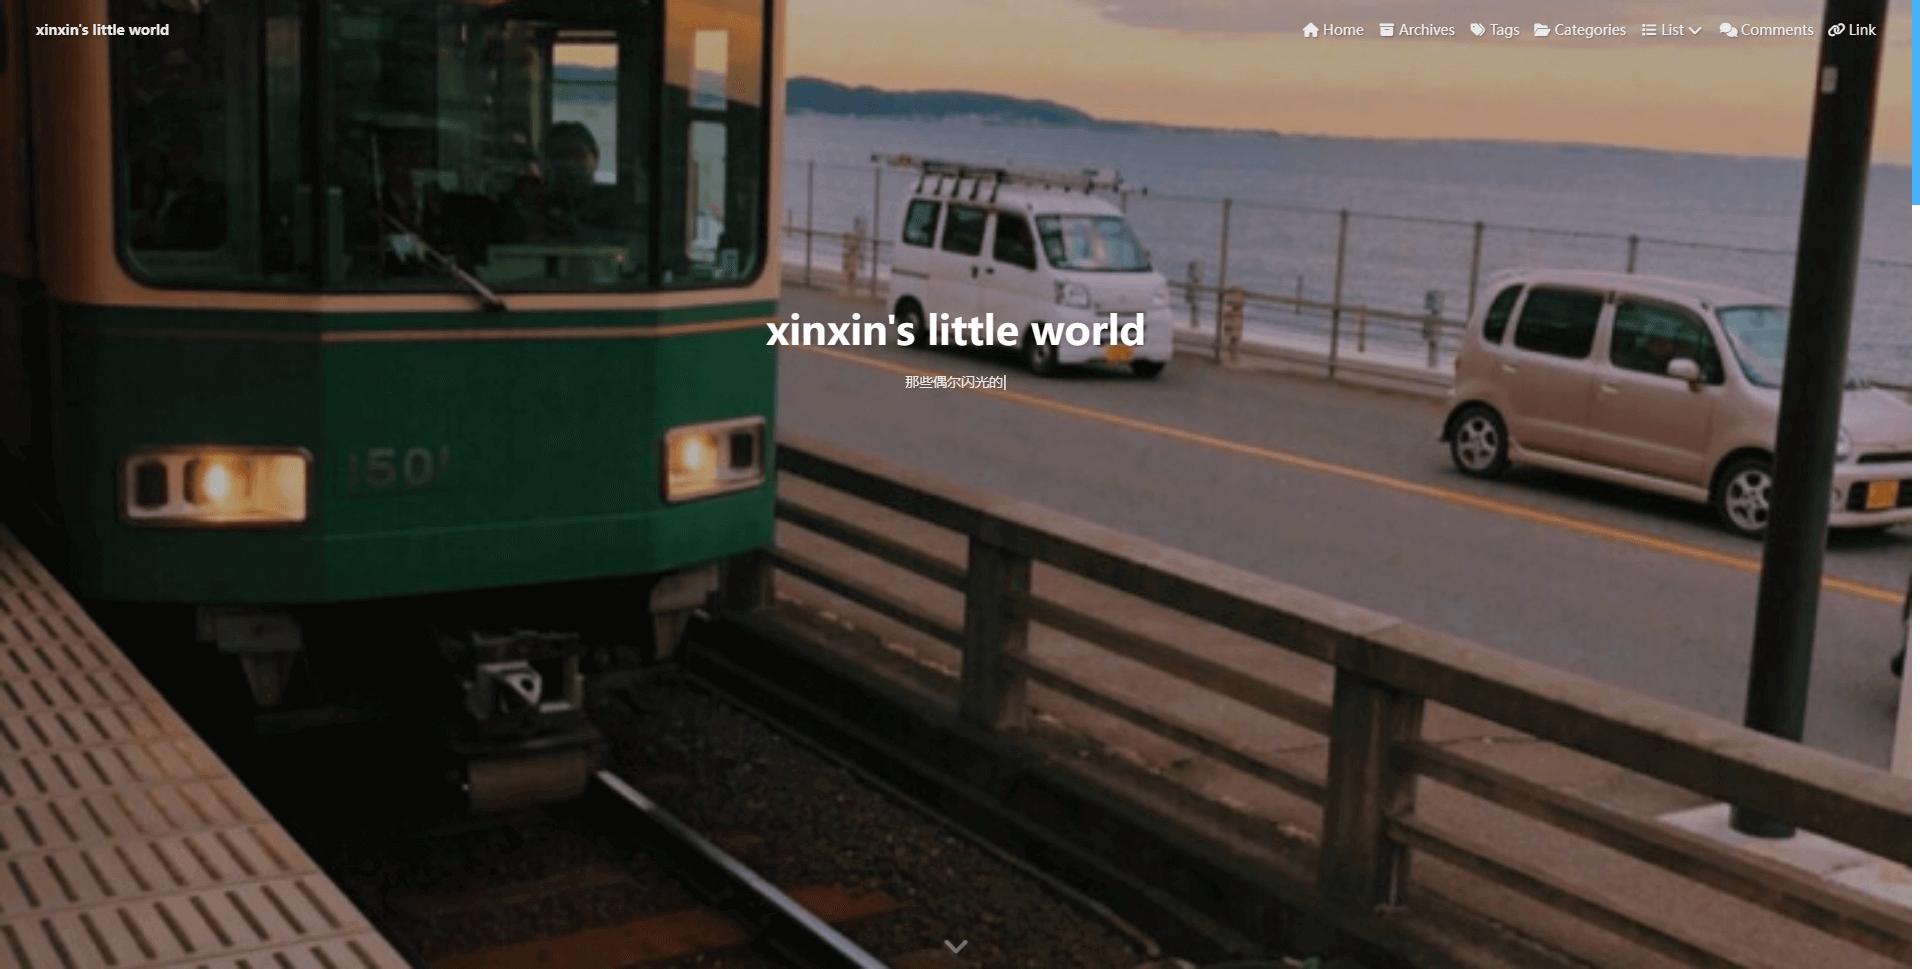 xinxin's little world
Home Archives Tags Categories List Comments Link
xinxin's little world
那些偶尔闪光的